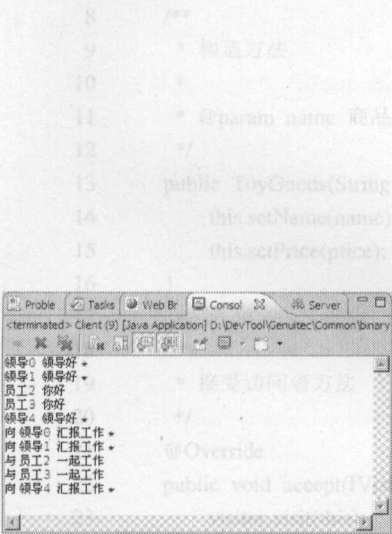 8 /**
9 * 构造方法
10 *
11 * @param name 商品
12 */
13 public ToyGoods(String
14 this.setName(name)
15 this.setPrice(price);
16 }
Proble Tasks Web Br Consol Server
<terminated> Client (9) [Java Application] D:\DevTool\Genuitec\Common\binary
领导0 领导好★
领导1 领导好★
员工2 你好
员工3 你好
领导4 领导好★
向领导0 汇报工作★
向领导1 汇报工作★
与员工2 一起工作
与员工3 一起工作
向领导4 汇报工作★
19 * 接受访问者方法
*/
@Override
public void accept(IV